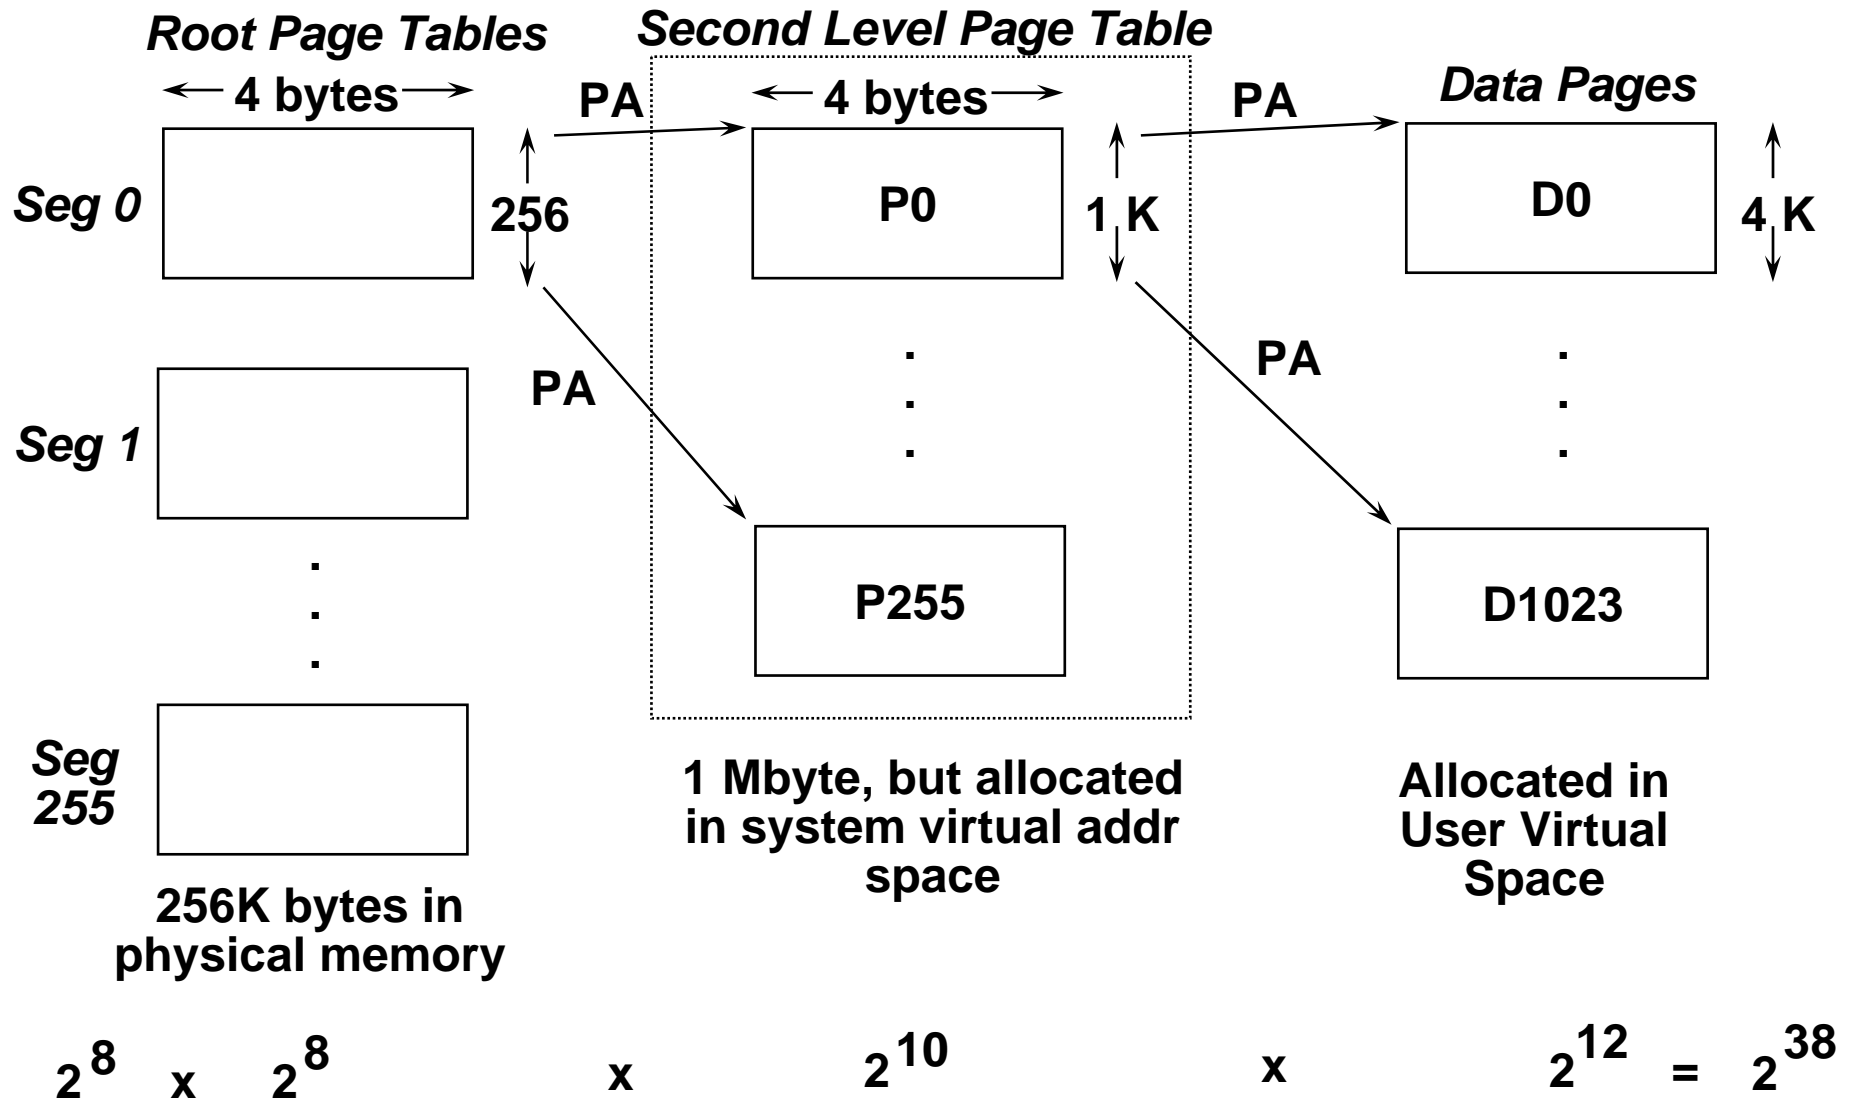 Root Page Tables
Second Level Page Table
Data Pages
4 bytes
PA
4 bytes
PA
Seg 0
256
P0
1 K
D0
4 K
PA
PA
Seg 1
.
.
.
.
.
.
.
.
.
P255
D1023
Seg
255
256K bytes in
physical memory
1 Mbyte, but allocated
in system virtual addr
space
Allocated in
User Virtual
Space
2^8 x 2^8 x 2^10 x 2^12 = 2^38